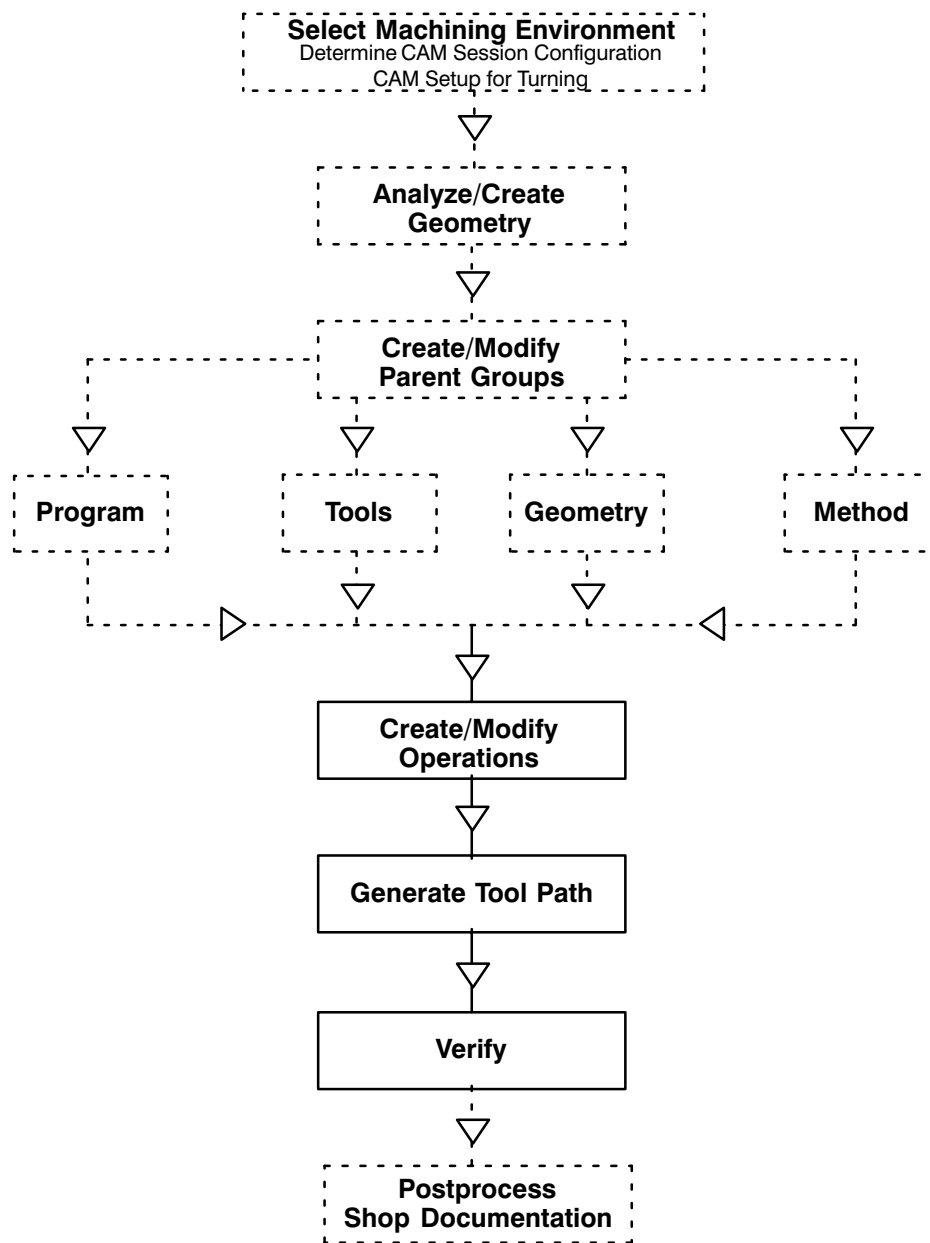 Select Machining Environment
Determine CAM Session Configuration
CAM Setup for Turning
Analyze/Create
Geometry
Create/Modify
Parent Groups
Program
Tools
Geometry
Method
Create/Modify
Operations
Generate Tool Path
Verify
Postprocess
Shop Documentation